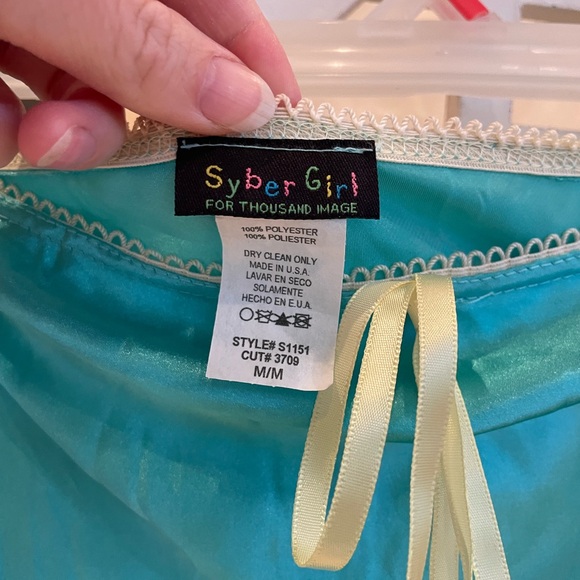 Syber Girl
FOR THOUSAND IMAGE
100% POLYESTER
100% POLIESTER
DRY CLEAN ONLY
MADE IN U.S.A.
LAVAR EN SECO
SOLAMENTE
HECHO EN E.U.A.
STYLE# S1151
CUT# 3709
M/M